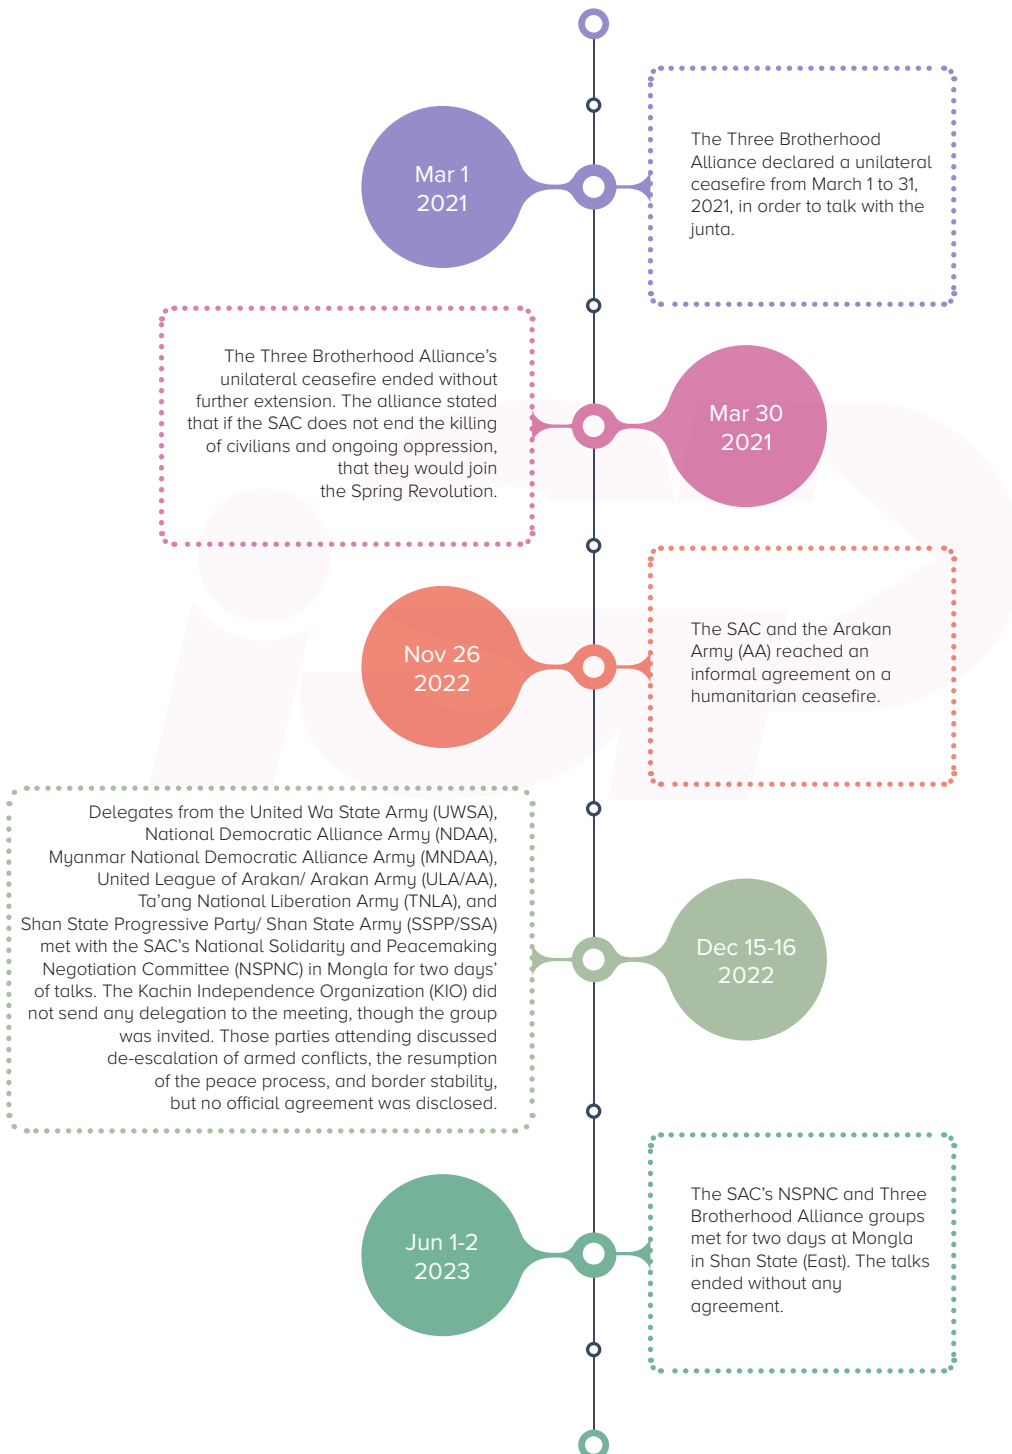 Mar 1
2021
The Three Brotherhood
Alliance declared a unilateral
ceasefire from March 1 to 31,
2021, in order to talk with the
junta.
The Three Brotherhood Alliance’s
unilateral ceasefire ended without
further extension. The alliance stated
that if the SAC does not end the killing
of civilians and ongoing oppression,
that they would join
the Spring Revolution.
Mar 30
2021
Nov 26
2022
The SAC and the Arakan
Army (AA) reached an
informal agreement on a
humanitarian ceasefire.
Delegates from the United Wa State Army (UWSA),
National Democratic Alliance Army (NDAA),
Myanmar National Democratic Alliance Army (MNDAA),
United League of Arakan/ Arakan Army (ULA/AA),
Ta’ang National Liberation Army (TNLA), and
Shan State Progressive Party/ Shan State Army (SSPP/SSA)
met with the SAC’s National Solidarity and Peacemaking
Negotiation Committee (NSPNC) in Mongla for two days’
of talks. The Kachin Independence Organization (KIO) did
not send any delegation to the meeting, though the group
was invited. Those parties attending discussed
de-escalation of armed conflicts, the resumption
of the peace process, and border stability,
but no official agreement was disclosed.
Dec 15-16
2022
Jun 1-2
2023
The SAC’s NSPNC and Three
Brotherhood Alliance groups
met for two days at Mongla
in Shan State (East). The talks
ended without any
agreement.